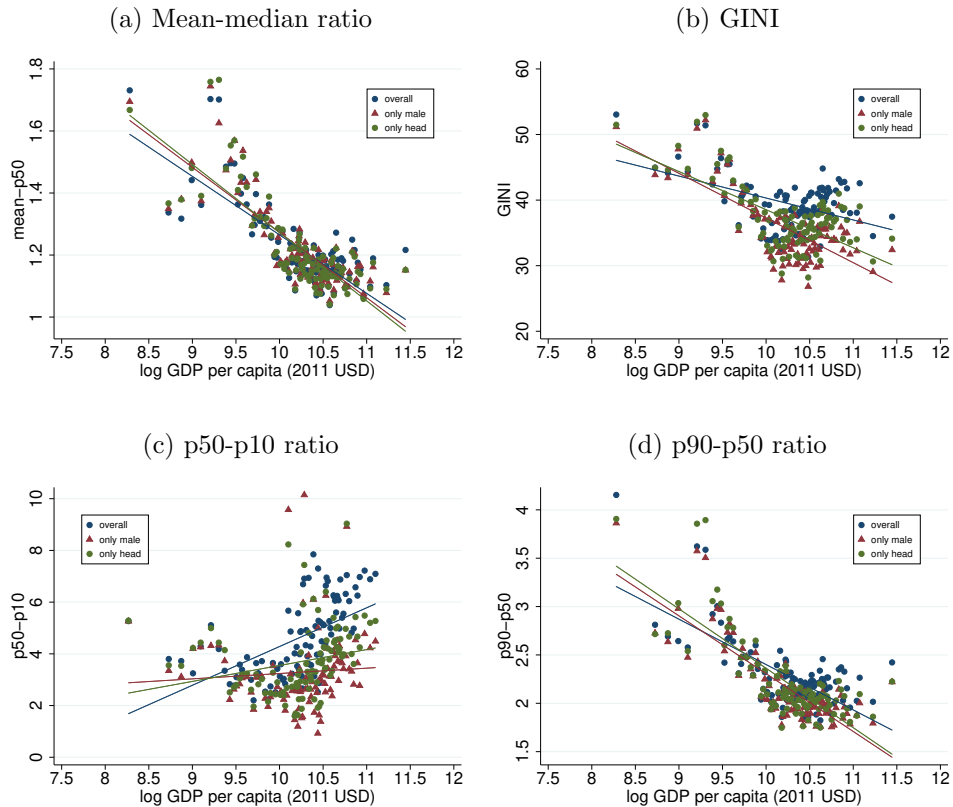 (a) Mean-median ratio
mean-p50
1.8
1.6
1.4
1.2
1
overall
only male
only head
7.5 8 8.5 9 9.5 10 10.5 11 11.5 12
log GDP per capita (2011 USD)
(b) GINI
GINI
60
50
40
30
20
overall
only male
only head
7.5 8 8.5 9 9.5 10 10.5 11 11.5 12
log GDP per capita (2011 USD)
(c) p50-p10 ratio
p50-p10
10
8
6
4
2
0
overall
only male
only head
7.5 8 8.5 9 9.5 10 10.5 11 11.5 12
log GDP per capita (2011 USD)
(d) p90-p50 ratio
p90-p50
4
3.5
3
2.5
2
1.5
overall
only male
only head
7.5 8 8.5 9 9.5 10 10.5 11 11.5 12
log GDP per capita (2011 USD)